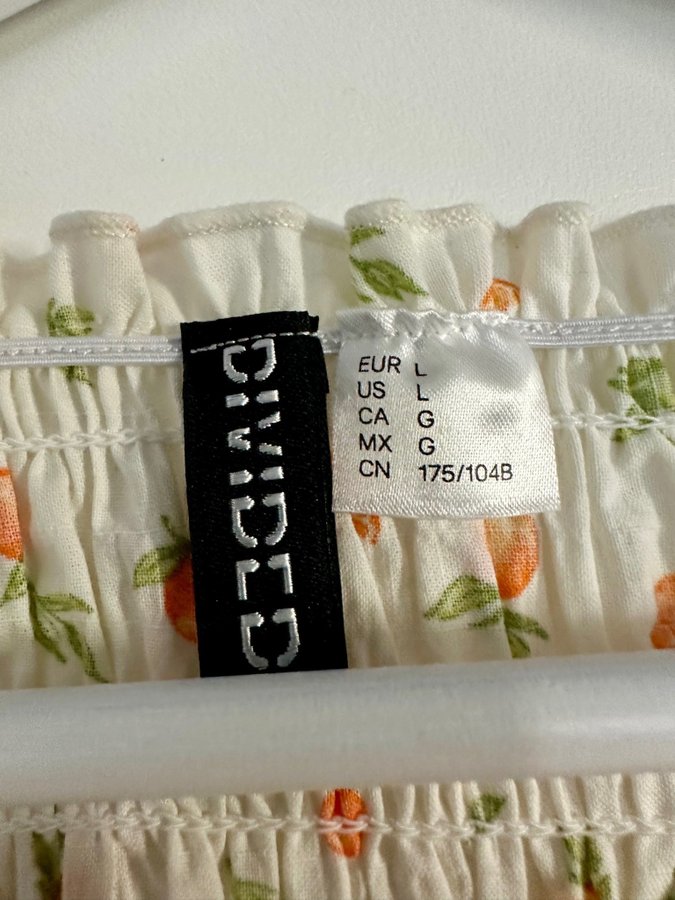 DIVIDED
EUR L
US L
CA G
MX G
CN 175/104B